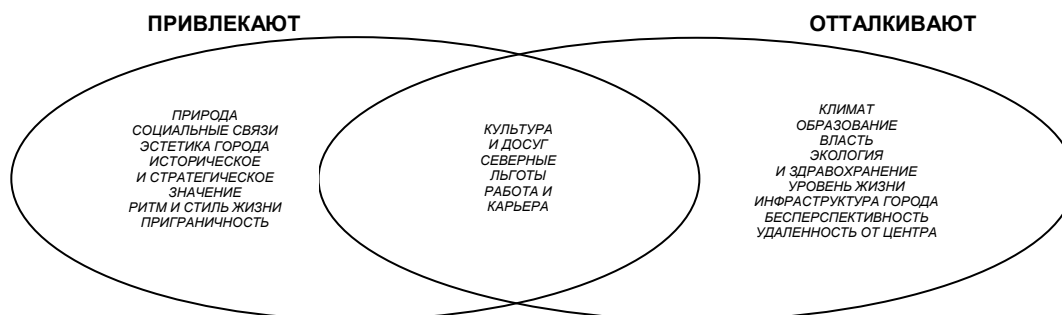 ПРИВЛЕКАЮТ
ОТТАЛКИВАЮТ
ПРИРОДА
СОЦИАЛЬНЫЕ СВЯЗИ
ЭСТЕТИКА ГОРОДА
ИСТОРИЧЕСКОЕ
И СТРАТЕГИЧЕСКОЕ
ЗНАЧЕНИЕ
РИТМ И СТИЛЬ ЖИЗНИ
ПРИГРАНИЧНОСТЬ
КУЛЬТУРА
И ДОСУГ
СЕВЕРНЫЕ
ЛЬГОТЫ
РАБОТА И
КАРЬЕРА
КЛИМАТ
ОБРАЗОВАНИЕ
ВЛАСТЬ
ЭКОЛОГИЯ
И ЗДРАВОХРАНЕНИЕ
УРОВЕНЬ ЖИЗНИ
ИНФРАСТРУКТУРА ГОРОДА
БЕСПЕРСПЕКТИВНОСТЬ
УДАЛЕННОСТЬ ОТ ЦЕНТРА